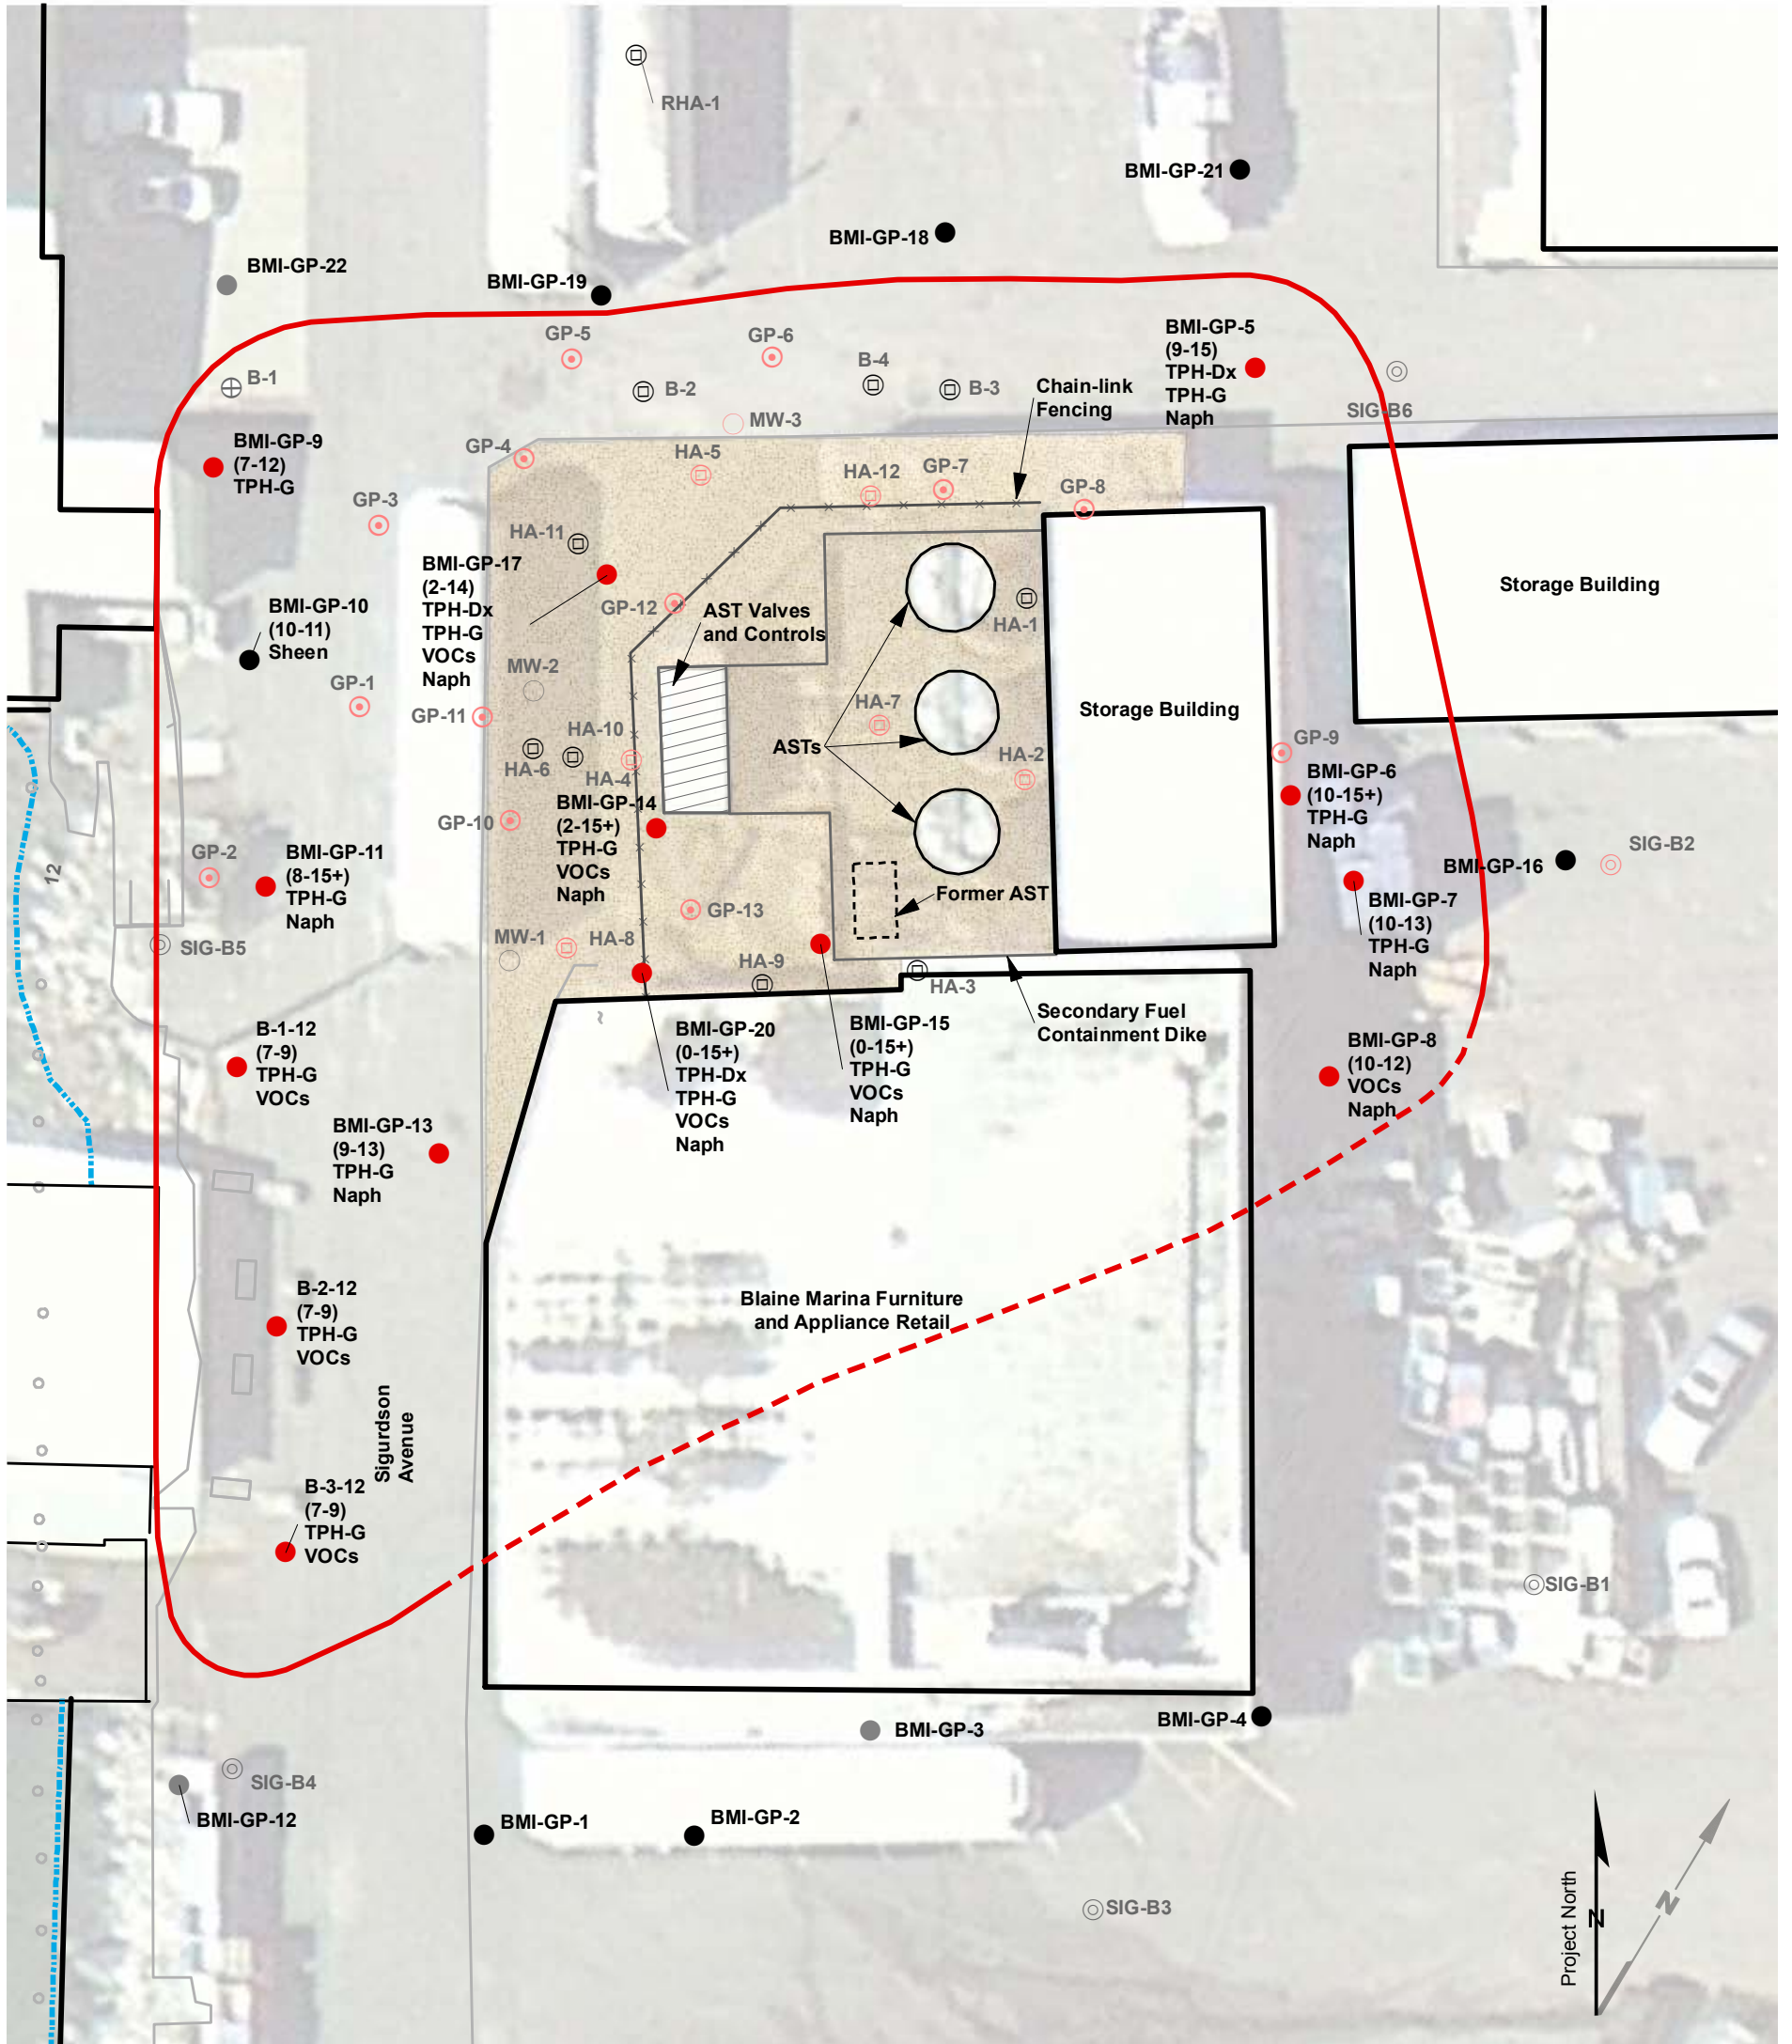 RHA-1
BMI-GP-21
BMI-GP-18
BMI-GP-22
BMI-GP-19
GP-5
GP-6
B-4
B-1
B-2
B-3
Chain-link
Fencing
BMI-GP-5
(9-15)
TPH-Dx
TPH-G
Naph
SIG-B6
MW-3
BMI-GP-9
(7-12)
TPH-G
GP-4
HA-5
HA-12
GP-7
GP-8
GP-3
HA-11
BMI-GP-17
(2-14)
TPH-Dx
TPH-G
VOCs
Naph
GP-12
AST Valves
and Controls
HA-1
Storage Building
BMI-GP-10
(10-11)
Sheen
MW-2
GP-1
GP-11
HA-10
HA-6
HA-4
HA-7
ASTs
HA-2
Storage Building
GP-9
BMI-GP-6
(10-15+)
TPH-G
Naph
BMI-GP-14
(2-15+)
TPH-G
VOCs
Naph
GP-10
GP-2
12
BMI-GP-11
(8-15+)
TPH-G
Naph
SIG-B5
SIG-B2
BMI-GP-16
BMI-GP-7
(10-13)
TPH-G
Naph
Former AST
GP-13
MW-1
HA-8
HA-9
HA-3
Secondary Fuel
Containment Dike
B-1-12
(7-9)
TPH-G
VOCs
BMI-GP-20
(0-15+)
TPH-Dx
TPH-G
VOCs
Naph
BMI-GP-15
(0-15+)
TPH-G
VOCs
Naph
BMI-GP-8
(10-12)
VOCs
Naph
BMI-GP-13
(9-13)
TPH-G
Naph
B-2-12
(7-9)
TPH-G
VOCs
Blaine Marina Furniture
and Appliance Retail
Sigurdson
Avenue
B-3-12
(7-9)
TPH-G
VOCs
SIG-B1
BMI-GP-3
BMI-GP-4
SIG-B4
BMI-GP-12
BMI-GP-1
BMI-GP-2
SIG-B3
Project North
N
N